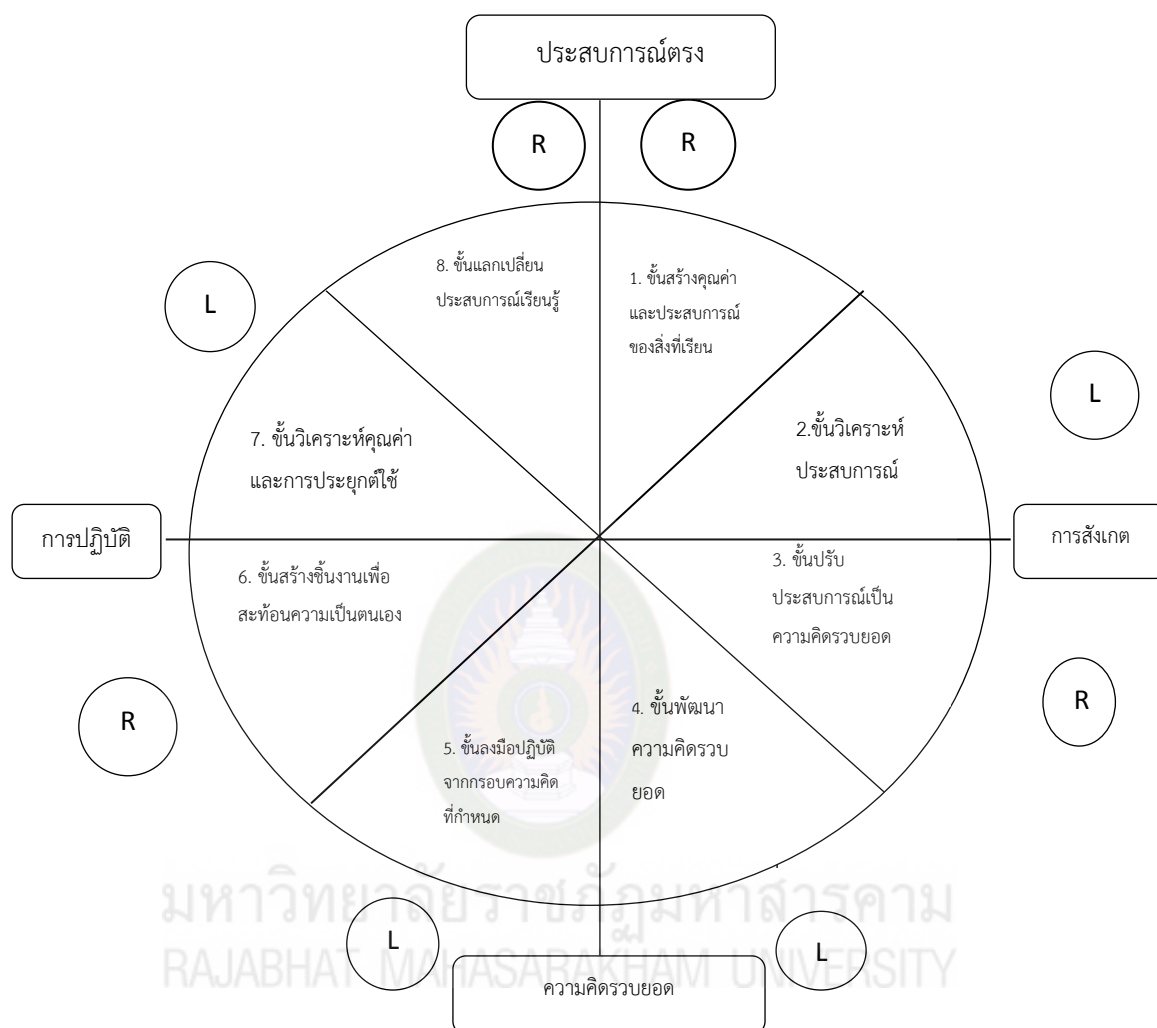 ประสบการณ์ตรง
R
R
8. ขั้นแลกเปลี่ยน
ประสบการณ์เรียนรู้
1. ขั้นสร้างคุณค่า
และประสบการณ์
ของสิ่งที่เรียน
L
L
7. ขั้นวิเคราะห์คุณค่า
และการประยุกต์ใช้
2.ขั้นวิเคราะห์
ประสบการณ์
การปฏิบัติ
การสังเกต
6. ขั้นสร้างชิ้นงานเพื่อ
สะท้อนความเป็นตนเอง
3. ขั้นปรับ
ประสบการณ์เป็น
ความคิดรวบยอด
R
R
5. ขั้นลงมือปฏิบัติ
จากกรอบความคิด
ที่กำหนด
4. ขั้นพัฒนา
ความคิดรวบ
ยอด
มหาวิทยาลัยราชภัฏมหาสารคาม
RAJABHAT MAHASARAKHAM UNIVERSITY
L
L
ความคิดรวบยอด